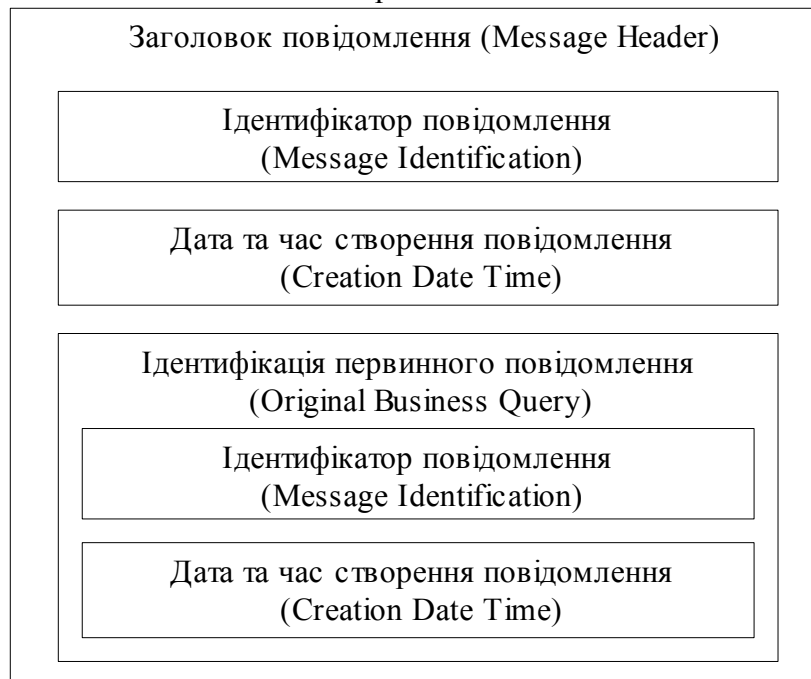 Заголовок повідомлення (Message Header)
Ідентифікатор повідомлення
(Message Identification)
Дата та час створення повідомлення
(Creation Date Time)
Ідентифікація первинного повідомлення
(Original Business Query)
Ідентифікатор повідомлення
(Message Identification)
Дата та час створення повідомлення
(Creation Date Time)